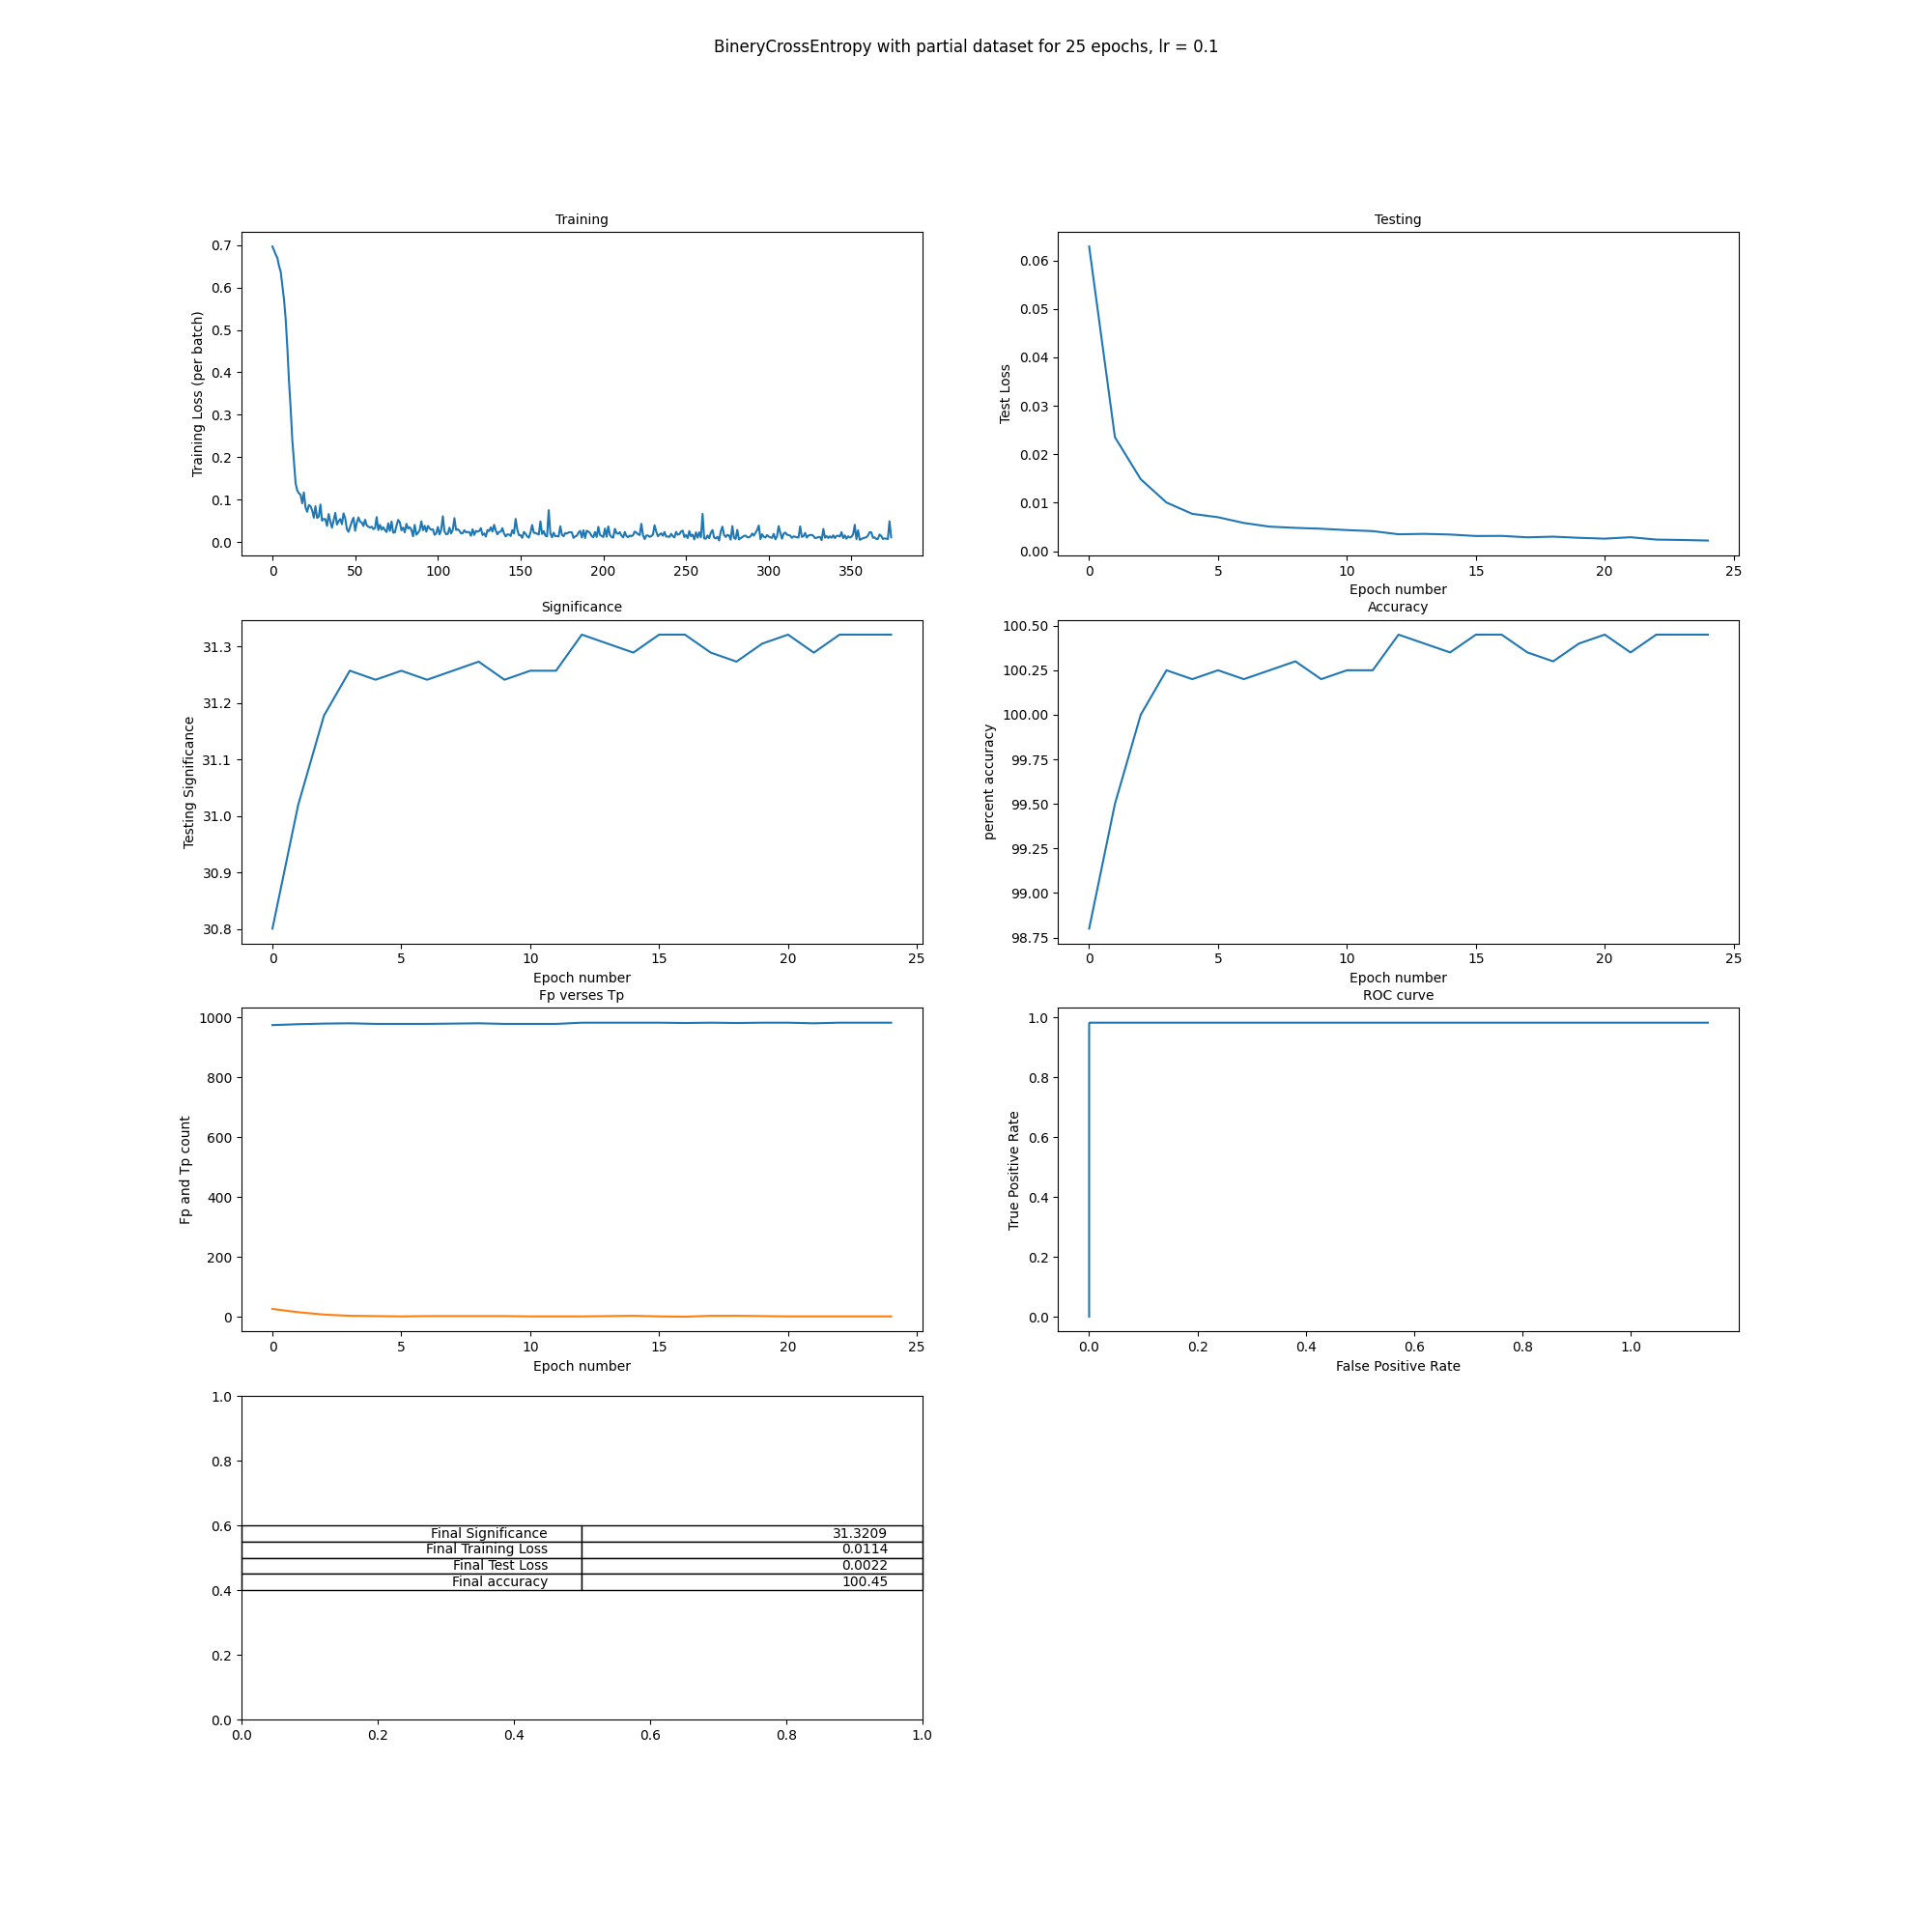 BineryCrossEntropy with partial dataset for 25 epochs, lr = 0.1
Training
Training Loss (per batch)
0.7
0.6
0.5
0.4
0.3
0.2
0.1
0.0
0 50 100 150 200 250 300 350
Testing
Test Loss
0.06
0.05
0.04
0.03
0.02
0.01
0.00
0 5 10 15 20 25
Epoch number
Significance
Testing Significance
31.3
31.2
31.1
31.0
30.9
30.8
0 5 10 15 20 25
Epoch number
Accuracy
percent accuracy
100.50
100.25
100.00
99.75
99.50
99.25
99.00
98.75
0 5 10 15 20 25
Epoch number
Fp verses Tp
Fp and Tp count
1000
800
600
400
200
0
0 5 10 15 20 25
Epoch number
ROC curve
True Positive Rate
1.0
0.8
0.6
0.4
0.2
0.0
0.0 0.2 0.4 0.6 0.8 1.0
False Positive Rate
1.0
0.8
0.6
0.4
0.2
0.0
Final Significance 31.3209
Final Training Loss 0.0114
Final Test Loss 0.0022
Final accuracy 100.45
0.0 0.2 0.4 0.6 0.8 1.0